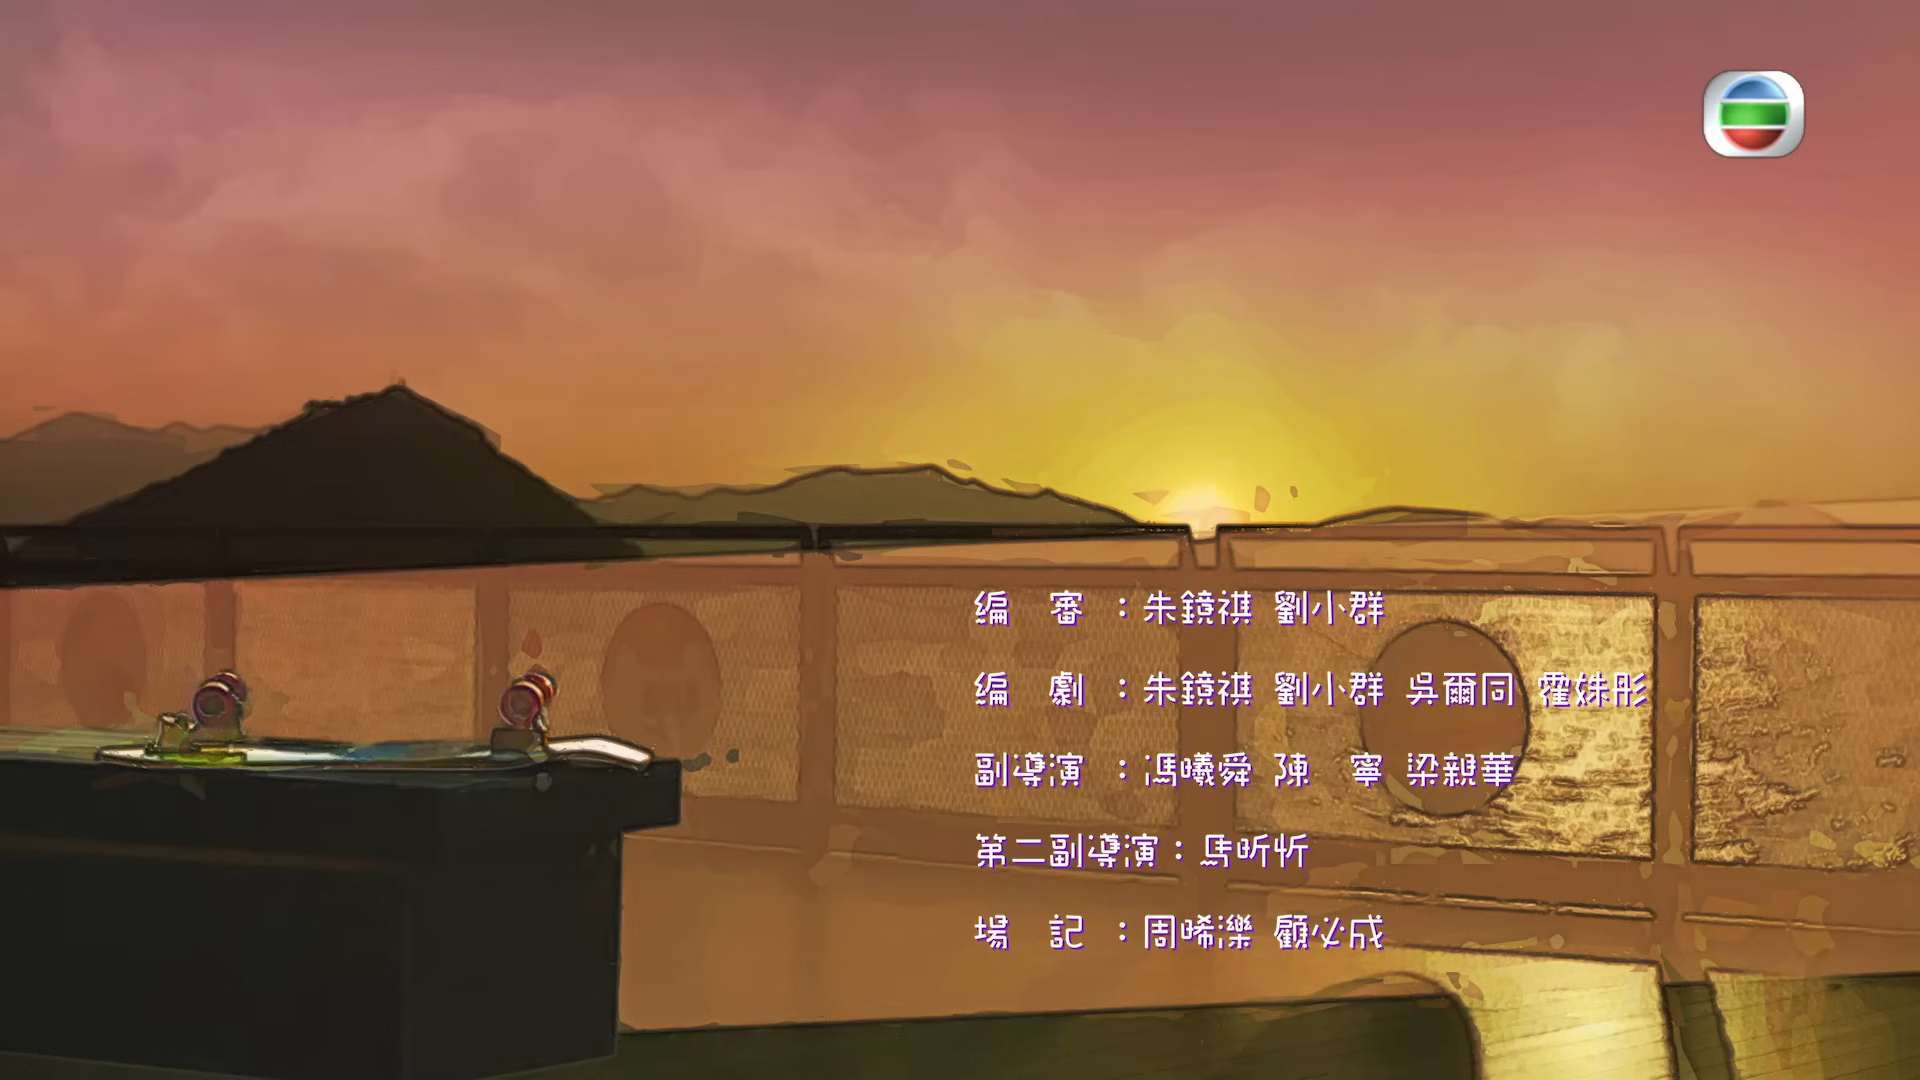 編　審　：朱鏡祺 劉小群
編　劇　：朱鏡祺 劉小群 吳爾同 霍姝彤
副導演　：馮曦舜 陳　寧 梁親華
第二副導演：馬昕忻
場　記　：周晞濼 顧必成